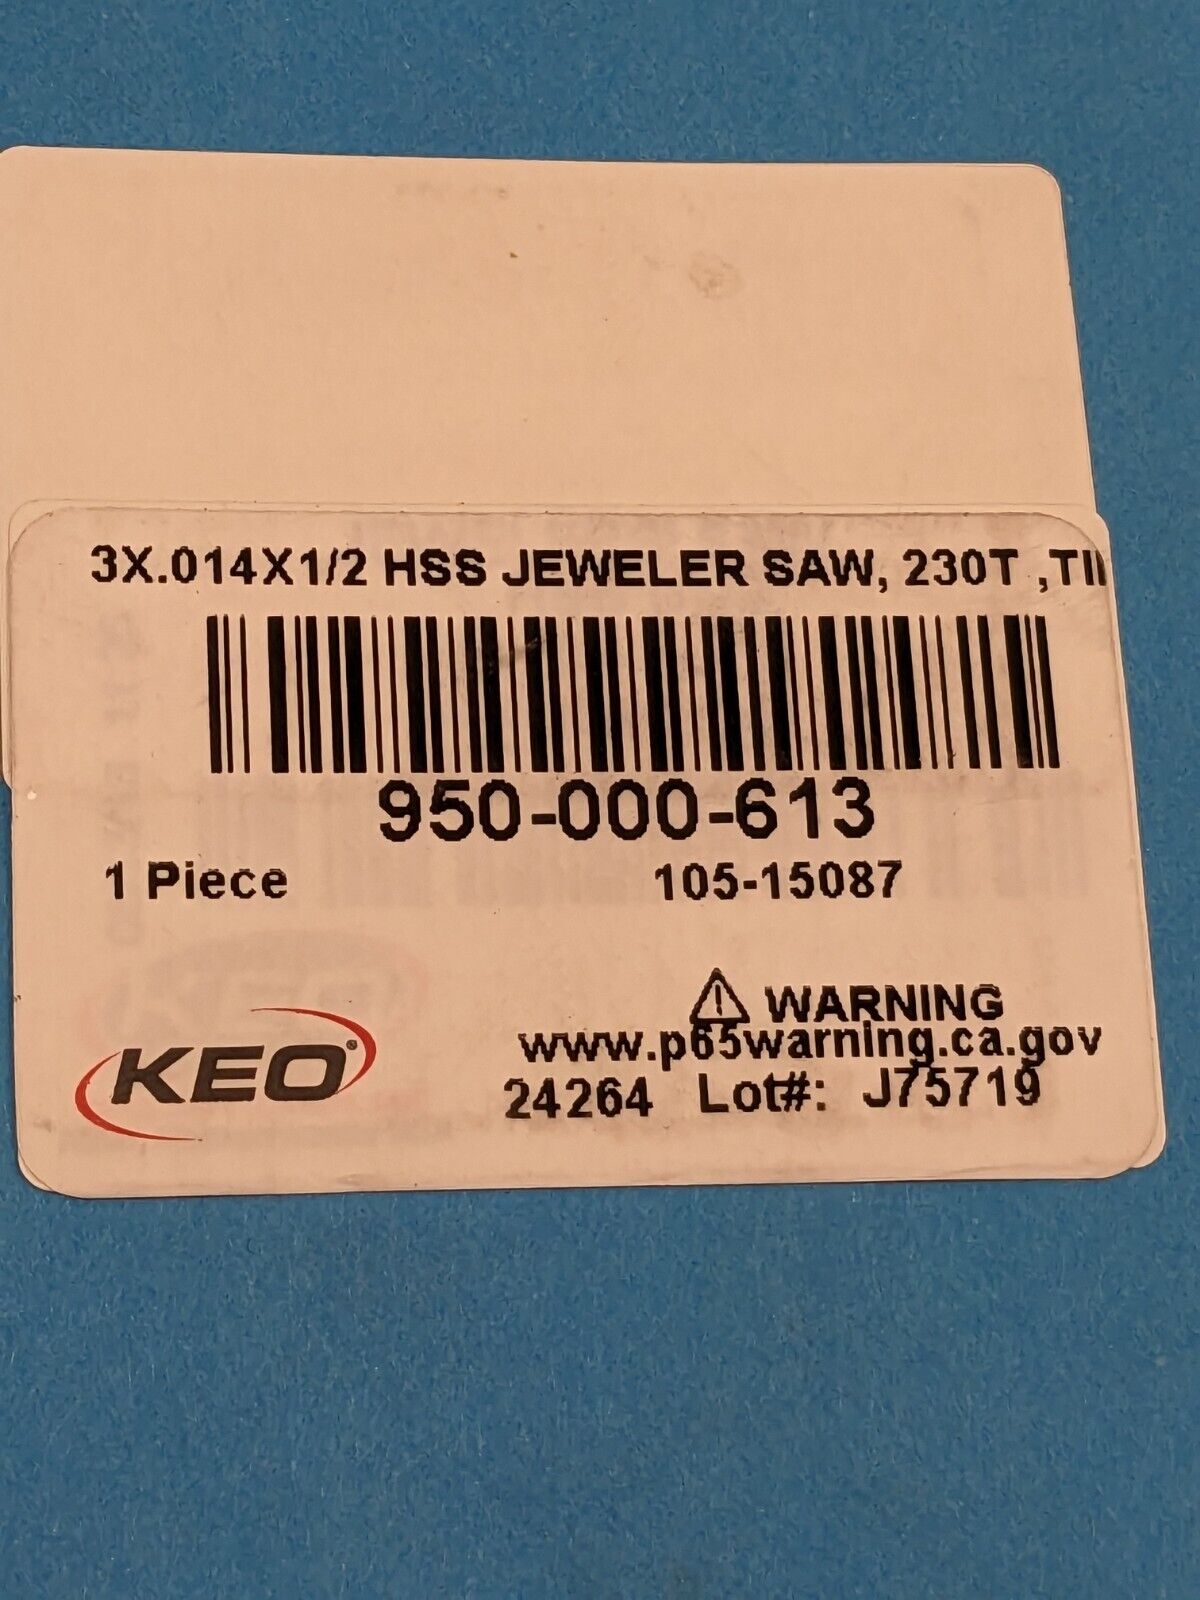 3X.014X1/2 HSS JEWELER SAW, 230T ,TI
950-000-613
1 Piece 105-15087
WARNING
www.p65warning.ca.gov
24264 Lot#: J75719
KEO®